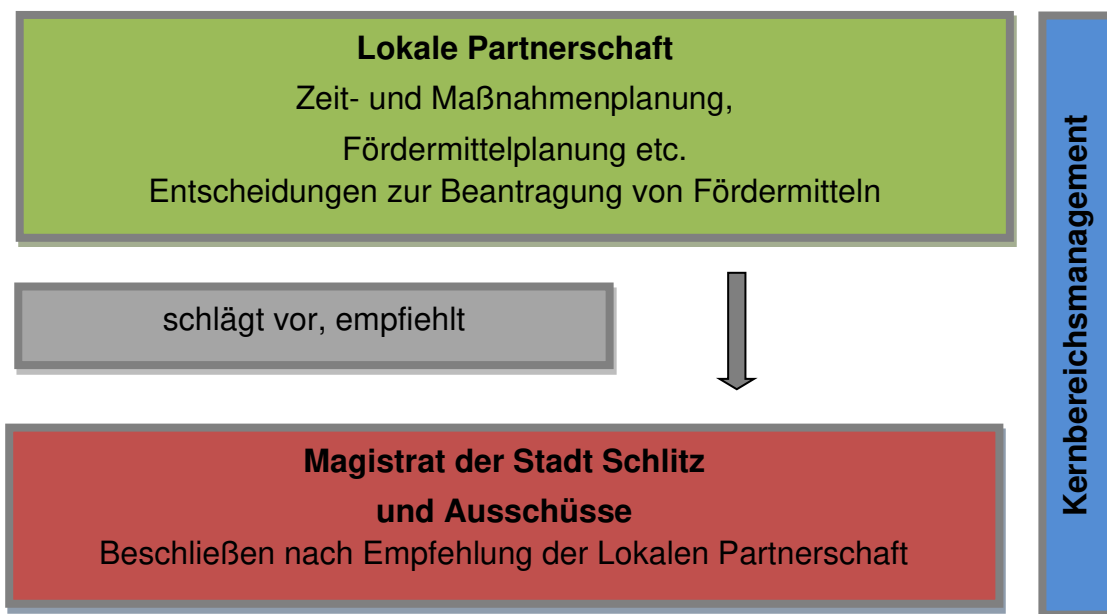 Lokale Partnerschaft
Zeit- und Maßnahmenplanung,
Fördermittelplanung etc.
Entscheidungen zur Beantragung von Fördermitteln
schlägt vor, empfiehlt
Magistrat der Stadt Schlitz
und Ausschüsse
Beschließen nach Empfehlung der Lokalen Partnerschaft
Kernbereichsmanagement